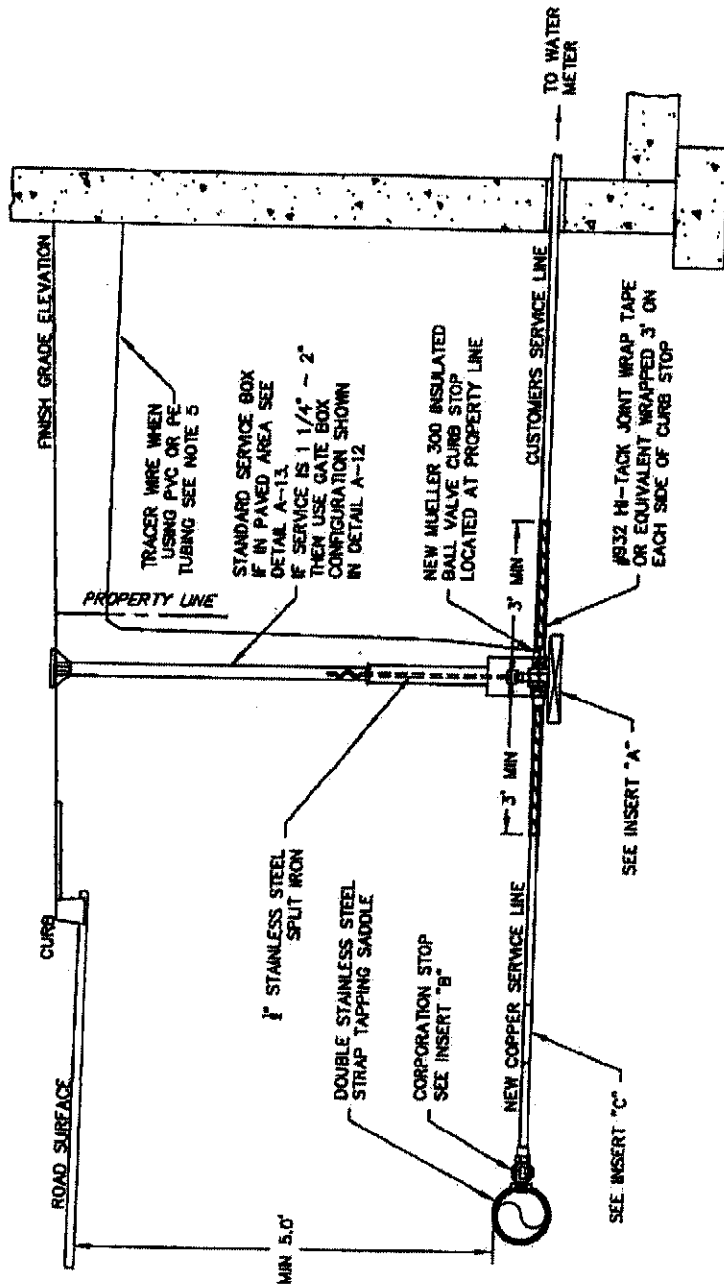 ROAD SURFACE
CURB
FINISH GRADE ELEVATION
PROPERTY LINE
TRACER WIRE WHEN
USING PVC OR PE
TUBING SEE NOTE 5
STANDARD SERVICE BOX
IF IN PAVED AREA SEE
DETAIL A-13.
IF SERVICE IS 1 1/4" ~ 2"
THEN USE GATE BOX
CONFIGURATION SHOWN
IN DETAIL A-12
STAINLESS STEEL
SPLIT IRON
MIN 5.0'
DOUBLE STAINLESS STEEL
STRAP TAPPING SADDLE
CORPORATION STOP
SEE INSERT "B"
NEW MUELLER 300 INSULATED
BALL VALVE CURB STOP
LOCATED AT PROPERTY LINE
3' MIN
3' MIN
NEW COPPER SERVICE LINE
CUSTOMERS SERVICE LINE
TO WATER
METER
SEE INSERT "C"
SEE INSERT "A"
#932 HI-TACK JOINT WRAP TAPE
OR EQUIVALENT WRAPPED 3' ON
EACH SIDE OF CURB STOP